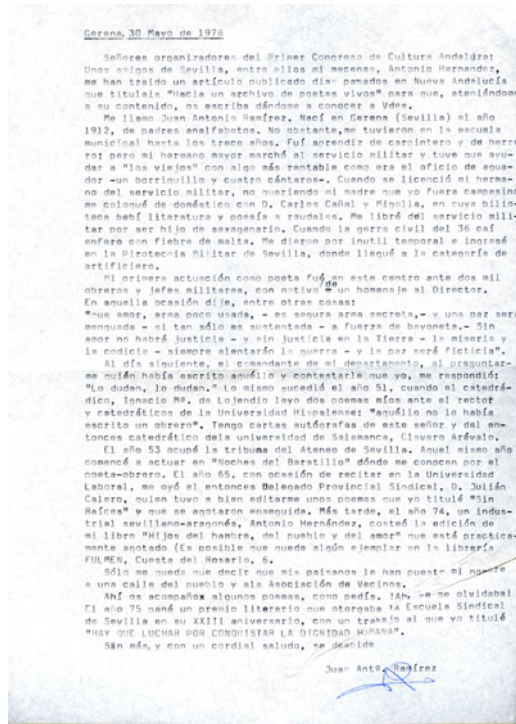 Gerena, 30 Mayo de 1978
Señores organizadores del Primer Congreso de Cultura Andaluza:
Unos amigos de Sevilla, entre ellos mi mecenas, Antonio Hernandez,
me han traido un artículo publicado días pasados en Nueva Andalucía
que titulais "Hacia un archivo de poetas vivos" para que, ateniéndome
a su contenido, os escriba dándome a conocer a Vdes.
Me llamo Juan Antonio Ramírez. Nací en Gerena (Sevilla) el año
1912, de padres analfabetos. No obstante, me tuvieron en la escuela
municipal hasta los trece años. Fuí aprendiz de carpintero y de herre
ro; pero mi hermano mayor marchó al servicio militar y tuve que ayu-
dar a "los viejos" con algo más rentable como era el oficio de agua-
dor -un borriquillo y cuatro cántaros-. Cuando se licenció mi herma-
no del servicio militar, no queriendo mi madre que yo fuera campesino
me coloqué de doméstico con D. Carlos Cañal y Migolla, en cuya biblio-
teca bebí literatura y poesía a raudales. Me libré del servicio mili-
tar por ser hijo de sexagenario. Cuando la gerra civil del 36 caí
enfero con fiebre de malta. Me dieron por inutil temporal e ingresé
en la Pirotecnia Militar de Sevilla, donde llegué a la categoría de
artificiero.
Mi primera actuación como poeta fué en este centro ante dos mil
obreros y jefes militares, con motivo de un homenaje al Director.
En aquella ocasión dije, entre otras cosas:
"que amor, arma poco usada, - es segura arma secreta,- y una paz será
menguada - si tan sólo es sustentada - a fuerza de bayoneta.- Sin
amor no habrá justicia - y sin justicia en la Tierra - la miseria y
la codicia - siempre alentarán la guerra - y la paz será ficticia".
Al día siguiente, el comandante de mi departamento, al preguntar-
me quién había escrito aquéllo y contestarle que yo, me respondió:
"Lo dudan, lo dudan." Lo mismo sucedió el año 51, cuando el catedrá-
dico, Ignacio Mª. de Lojendio leyo dos poemas míos ante el rector
y catedráticos de la Universidad Hispalense: "aquéllo no lo había
escrito un obrero". Tengo cartas autógrafas de este señor y del en-
tonces catedrático dela universidad de Salamanca, Clavero Arévalo.
El año 53 ocupé la tribuna del Ateneo de Sevilla. Aquel mismo año
comencé a actuar en "Noches del Baratillo" dónde me conocen por el
poeta-obrero. El año 65, con ocasión de recitar en la Universidad
Laboral, me oyó el entonces Delegado Provincial Sindical, D. Julián
Calero, quien tuvo a bien editarme unos poemas que yo titulé "Sin
Raíces" y que se agotaron enseguida. Más tarde, el año 74, un indus-
trial sevillano-aragonés, Antonio Hernández, costeó la edición de
mi libro "Hijos del hambre, del pueblo y del amor" que está practica-
mente agotado (Es posible que quede algún ejemplar en la librería
FULMEN, Cuesta del Rosario, 6.
Sólo me queda que decir que mis paisanos le han puesto mi nombre
a una calle del pueblo y ala Asociación de Vecinos.
Ahí os acompaños algunos poemas, como pedís. ¡Ah, se me olvidaba!
El año 75 gané un premio literario que otorgaba la Escuela Sindical
de Sevilla en su XXIII aniversario, con un trabajo al que yo titulé
"HAY QUE LUCHAR POR CONQUISTAR LA DIGNIDAD HUMANA".
Sin más, y con un cordial saludo, se despide
Juan Antº. Ramírez